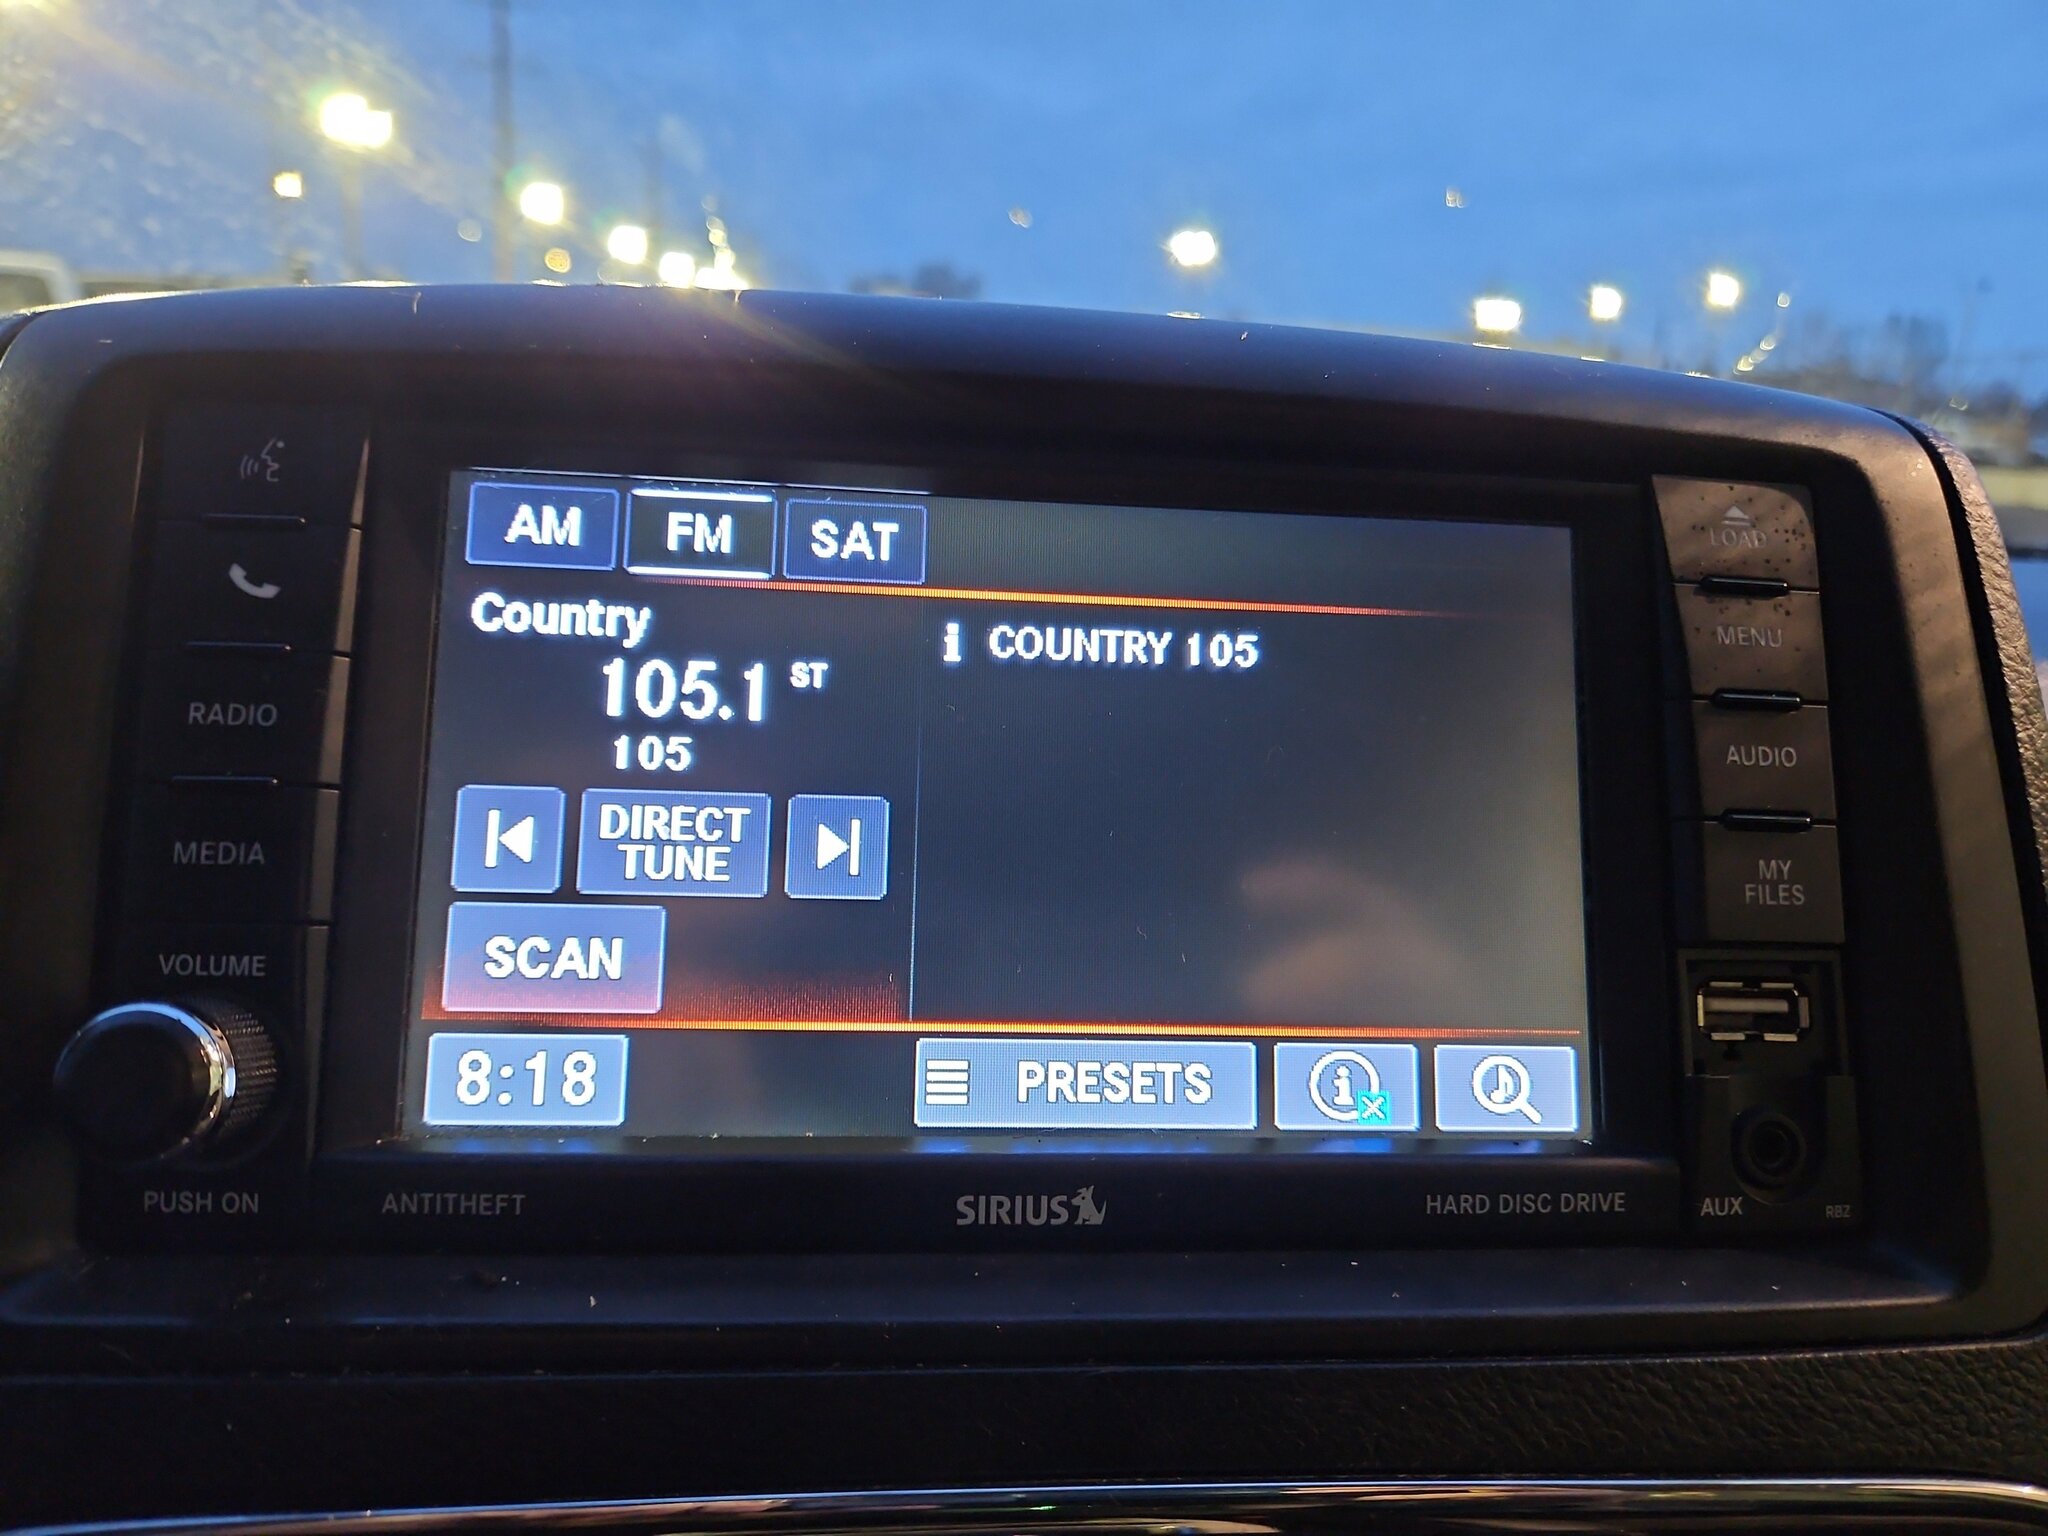 AM FM SAT
Country
105.1 ST
105
i COUNTRY 105
DIRECT
TUNE
SCAN
8:18
PRESETS
RADIO
MEDIA
VOLUME
PUSH ON
ANTITHEFT
SIRIUS
HARD DISC DRIVE
LOAD
MENU
AUDIO
MY
FILES
AUX
RBZ